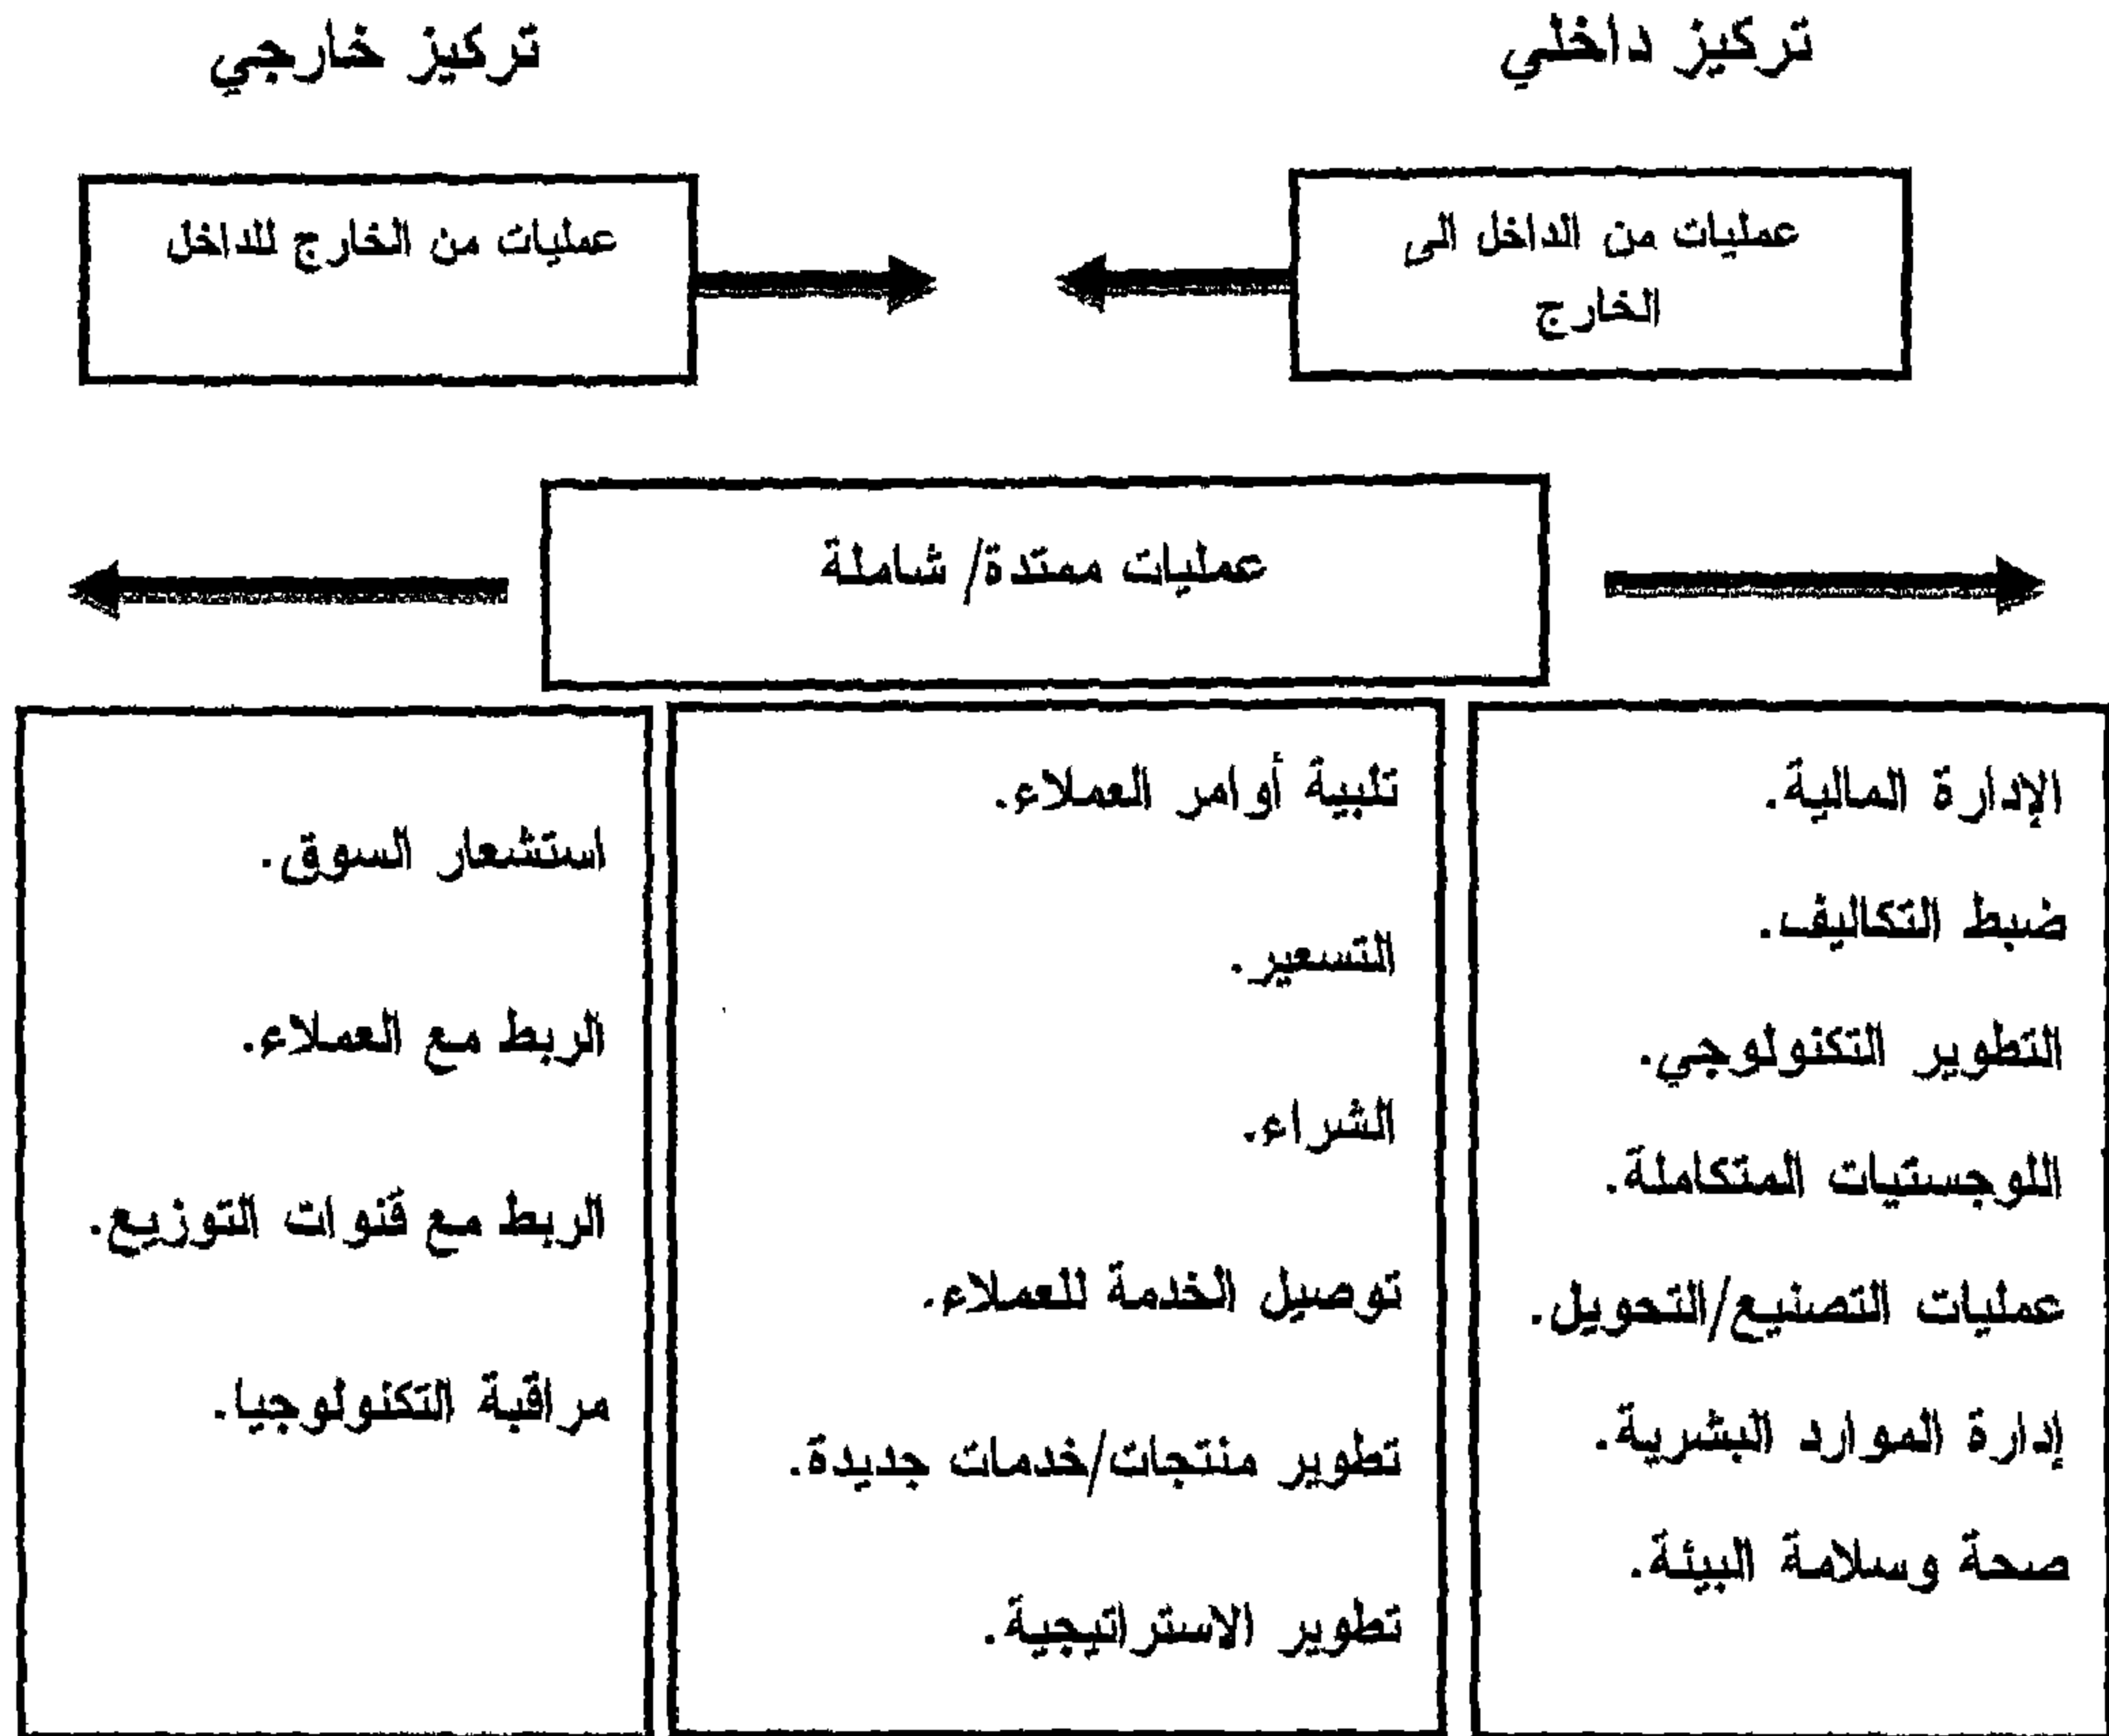 تركيز داخلي
تركيز خارجي
عمليات من الداخل الى
الخارج
عمليات من الخارج للداخل
عمليات ممتدة/ شاملة
الإدارة المالية.
ضبط التكاليف.
التطوير التكنولوجي.
اللوجستيات المتكاملة.
عمليات التصنيع/التحويل.
إدارة الموارد البشرية.
صحة وسلامة البيئة.
تلبية أوامر العملاء.
التسعير.
الشراء.
توصيل الخدمة للعملاء.
تطوير منتجات/خدمات جديدة.
تطوير الاستراتيجية.
استشعار السوق.
الربط مع العملاء.
الربط مع قنوات التوزيع.
مراقبة التكنولوجيا.